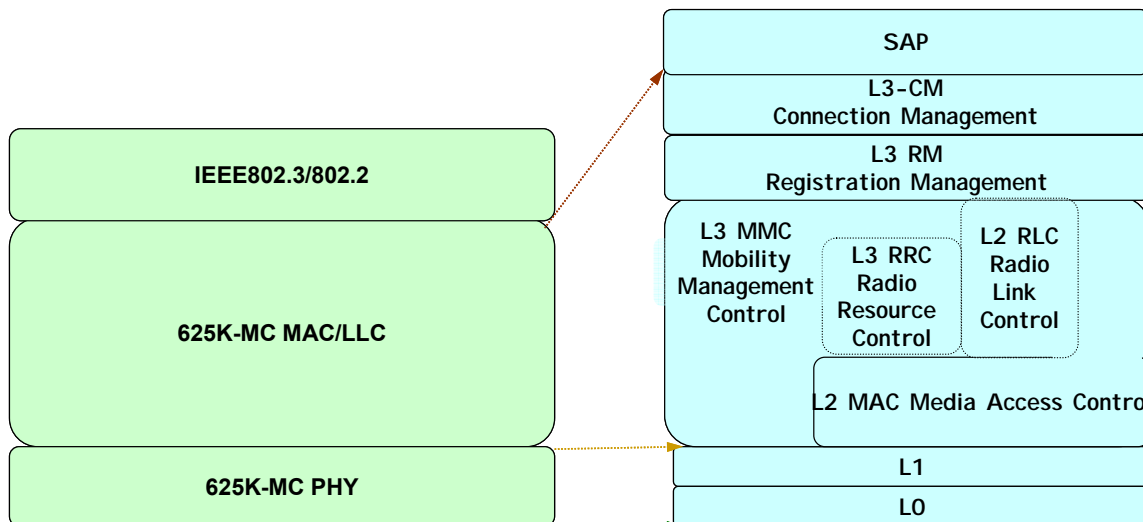 IEEE802.3/802.2
625K-MC MAC/LLC
625K-MC PHY
SAP
L3-CM
Connection Management
L3 RM
Registration Management
L3 MMC
Mobility
Management
Control
L3 RRC
Radio
Resource
Control
L2 RLC
Radio
Link
Control
L2 MAC Media Access Control
L1
L0